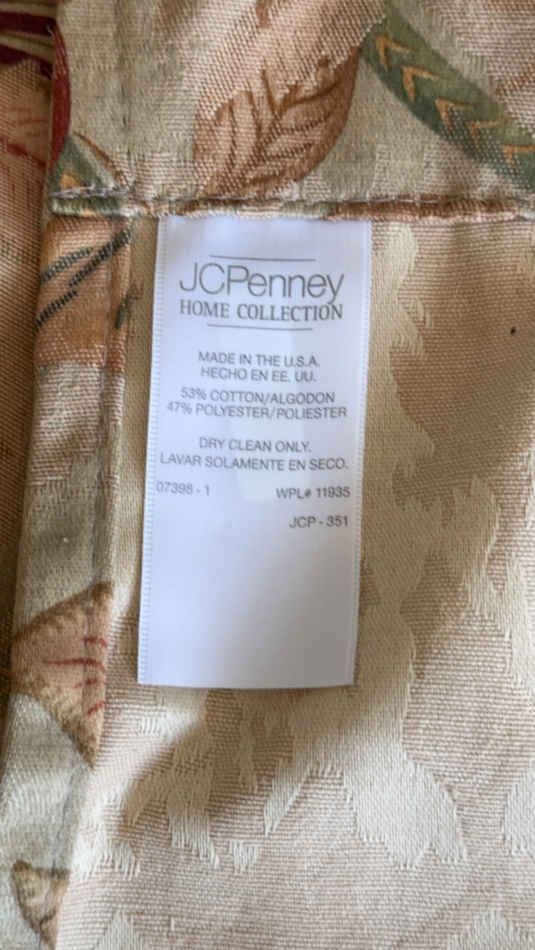 JCPenney
HOME COLLECTION
MADE IN THE U.S.A.
HECHO EN EE. UU.
53% COTTON/ALGODON
47% POLYESTER/POLIESTER
DRY CLEAN ONLY.
LAVAR SOLAMENTE EN SECO.
07398 - 1 WPL# 11935
JCP - 351